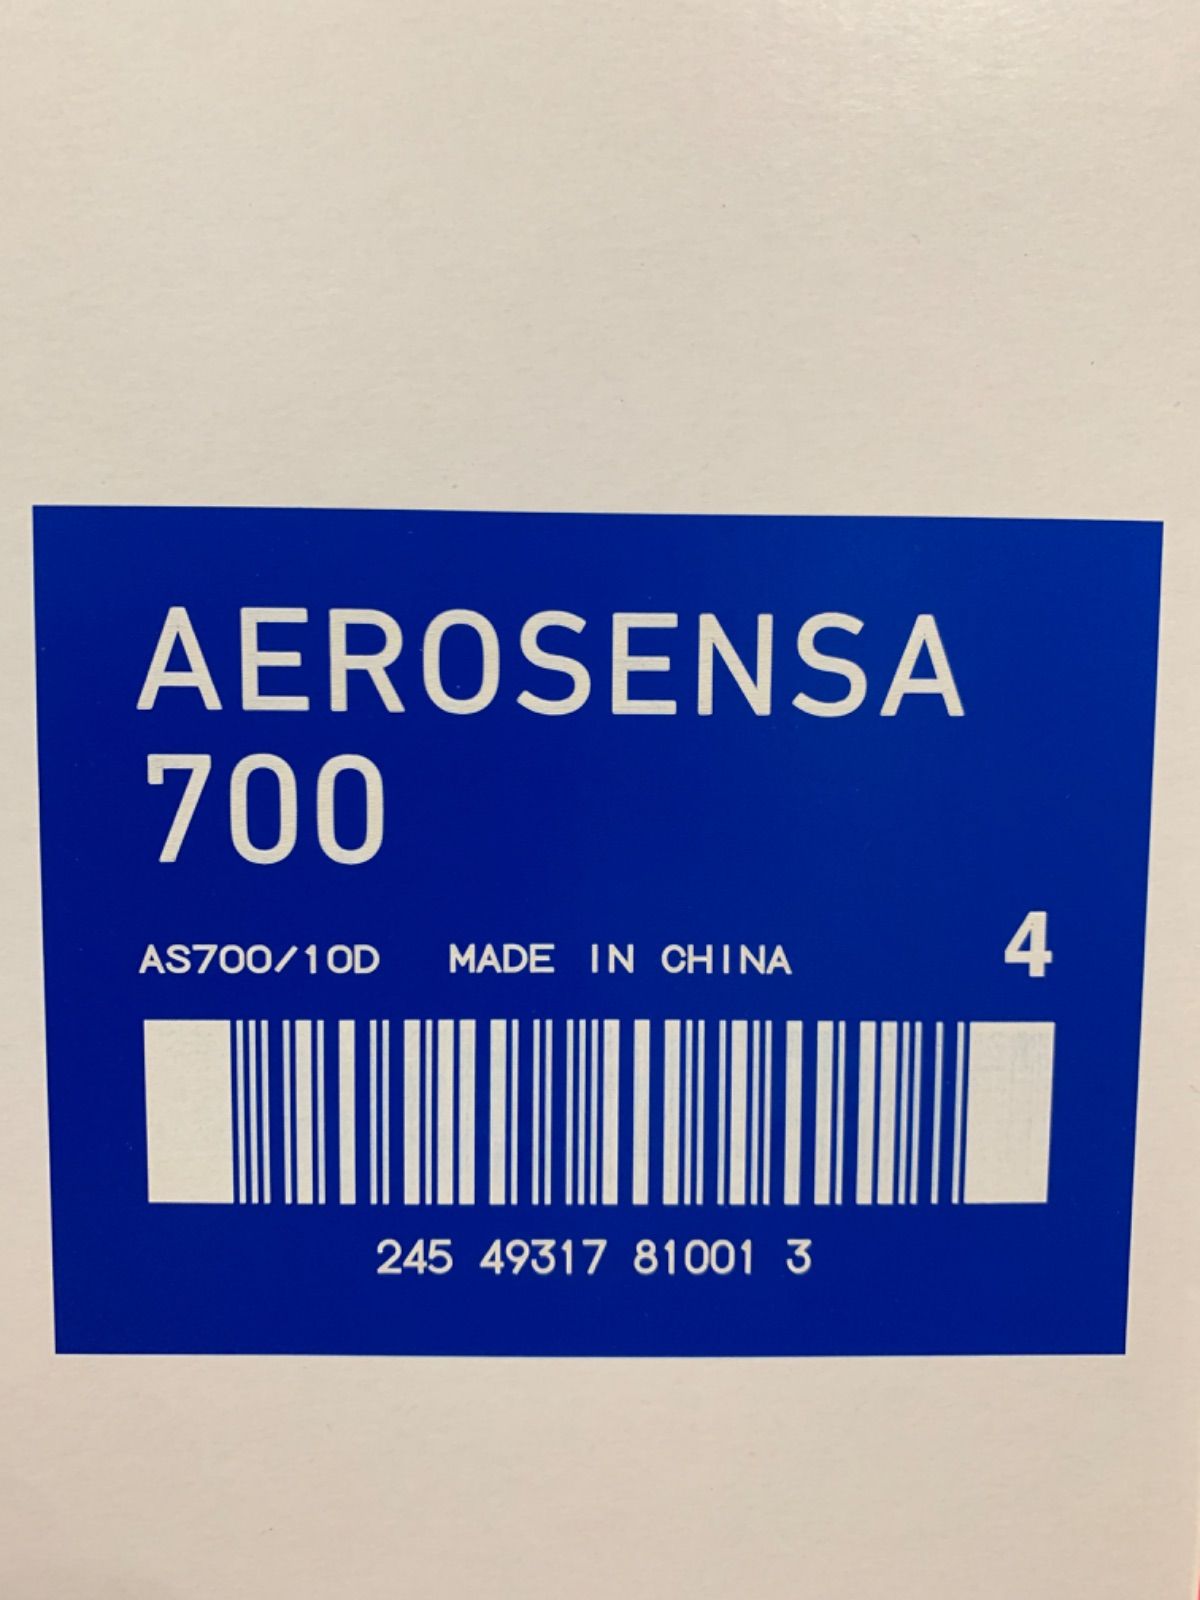 AEROSENSA
700
4
AS700/10D MADE IN CHINA
245 49317 81001 3